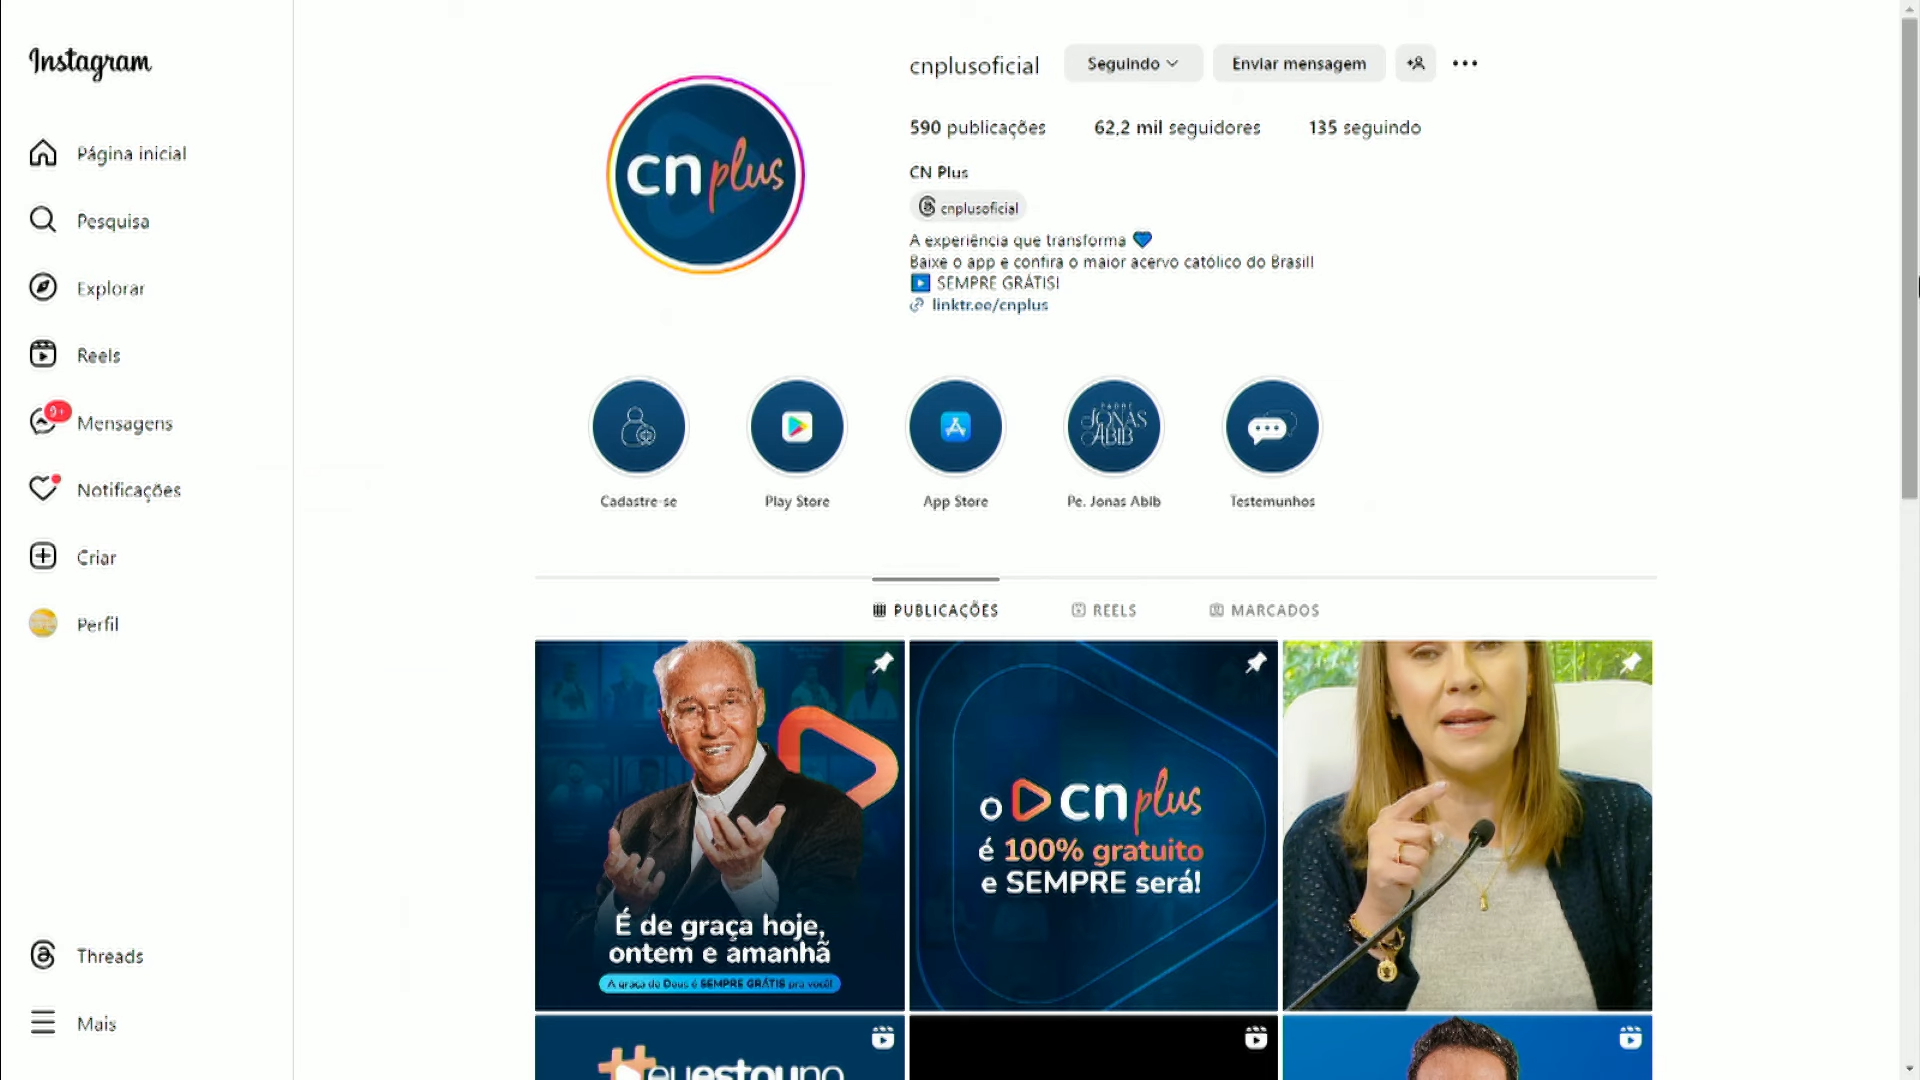 Instagram
Página inicial
Pesquisa
Explorar
Reels
9+
Mensagens
Notificações
Criar
Perfil
Threads
Mais
cnplusoficial
Seguindo
Enviar mensagem
590 publicações
62,2 mil seguidores
135 seguindo
CN Plus
cnplusoficial
A experiência que transforma 💙
Baixe o app e confira o maior acervo católico do Brasil!
▶️ SEMPRE GRÁTIS!
linktr.ee/cnplus
cn plus
PADRE
JONAS
ABIB
Cadastre-se
Play Store
App Store
Pe. Jonas Abib
Testemunhos
PUBLICAÇÕES
REELS
MARCADOS
É de graça hoje,
ontem e amanhã
A graça de Deus é SEMPRE GRÁTIS pra você!
o cn plus
é 100% gratuito
e SEMPRE será!
#euestouno